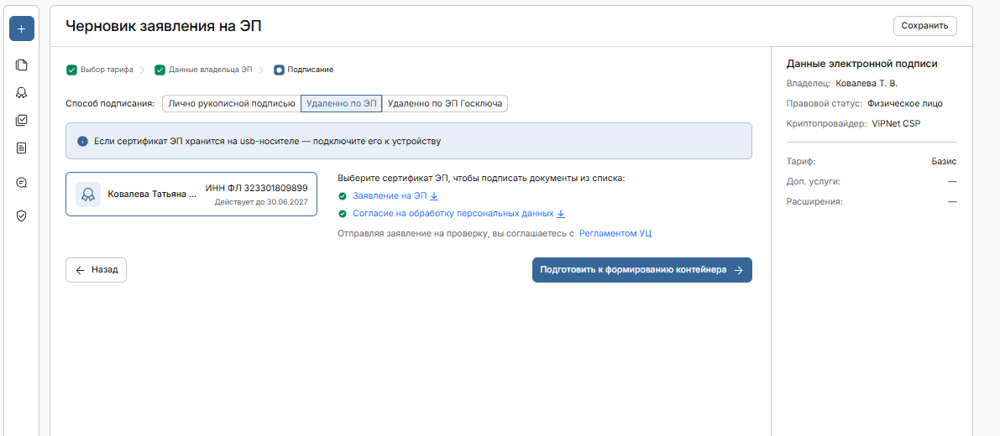 Черновик заявления на ЭП
Сохранить
Выбор тарифа
Данные владельца ЭП
Подписание
Способ подписания:
Лично рукописной подписью
Удаленно по ЭП
Удаленно по ЭП Госключа
Если сертификат ЭП хранится на usb-носителе — подключите его к устройству
Ковалева Татьяна ...
ИНН ФЛ 323301809899
Действует до 30.06.2027
Выберите сертификат ЭП, чтобы подписать документы из списка:
Заявление на ЭП
Согласие на обработку персональных данных
Отправляя заявление на проверку, вы соглашаетесь с Регламентом УЦ
Назад
Подготовить к формированию контейнера
Данные электронной подписи
Владелец: Ковалева Т. В.
Правовой статус: Физическое лицо
Криптопровайдер: ViPNet CSP
Тариф: Базис
Доп. услуги: —
Расширения: —